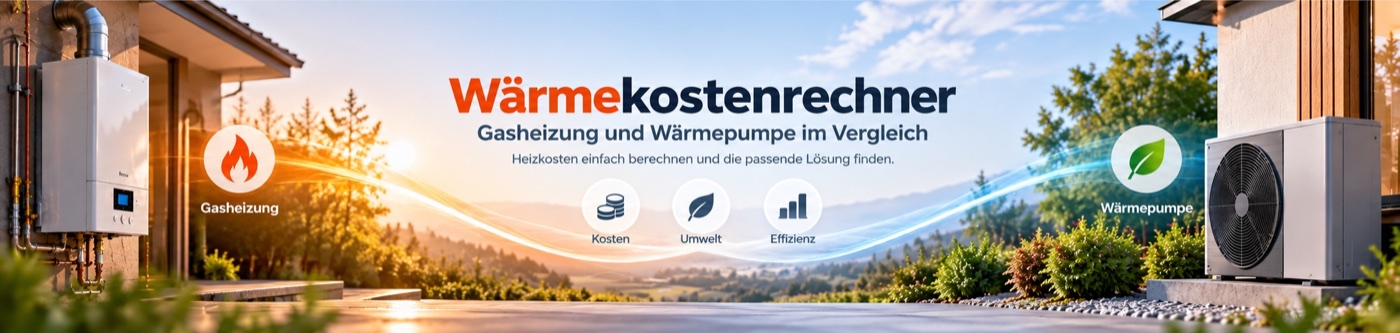 Wärmekostenrechner
Gasheizung und Wärmepumpe im Vergleich
Heizkosten einfach berechnen und die passende Lösung finden.
Gasheizung
Wärmepumpe
Kosten
Umwelt
Effizienz